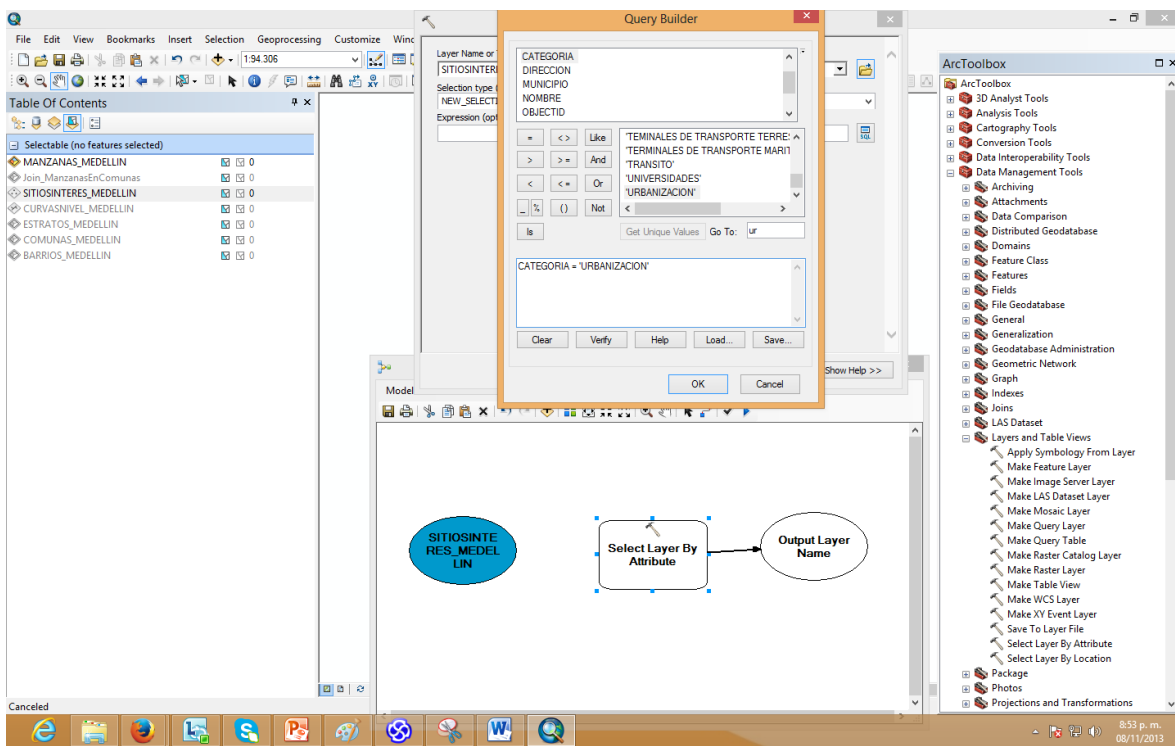 Query Builder
File Edit View Bookmarks Insert Selection Geoprocessing Customize Wind
1:94.306
Table Of Contents
Selectable (no features selected)
MANZANAS_MEDELLIN 0
Join_ManzanasEnComunas 0
SITIOSINTERES_MEDELLIN 0
CURVASNIVEL_MEDELLIN 0
ESTRATOS_MEDELLIN 0
COMUNAS_MEDELLIN 0
BARRIOS_MEDELLIN 0
Canceled
Layer Name or
SITIOSINTERE
Selection type (
NEW_SELECTI
Expression (opt
SQL
Show Help >>
CATEGORIA
DIRECCION
MUNICIPIO
NOMBRE
OBJECTID
= <> Like
> >= And
< <= Or
_ % () Not
Is
'TEMINALES DE TRANSPORTE TERRE
'TERMINALES DE TRANSPORTE MARIT
'TRANSITO'
'UNIVERSIDADES'
'URBANIZACION'
Get Unique Values Go To: ur
CATEGORIA = 'URBANIZACION'
Clear Verify Help Load... Save...
OK Cancel
Model
SITIOSINTE
RES_MEDEL
LIN
Select Layer By
Attribute
Output Layer
Name
ArcToolbox
ArcToolbox
3D Analyst Tools
Analysis Tools
Cartography Tools
Conversion Tools
Data Interoperability Tools
Data Management Tools
Archiving
Attachments
Data Comparison
Distributed Geodatabase
Domains
Feature Class
Features
Fields
File Geodatabase
General
Generalization
Geodatabase Administration
Geometric Network
Graph
Indexes
Joins
LAS Dataset
Layers and Table Views
Apply Symbology From Layer
Make Feature Layer
Make Image Server Layer
Make LAS Dataset Layer
Make Mosaic Layer
Make Query Layer
Make Query Table
Make Raster Catalog Layer
Make Raster Layer
Make Table View
Make WCS Layer
Make XY Event Layer
Save To Layer File
Select Layer By Attribute
Select Layer By Location
Package
Photos
Projections and Transformations
8:53 p. m.
08/11/2013